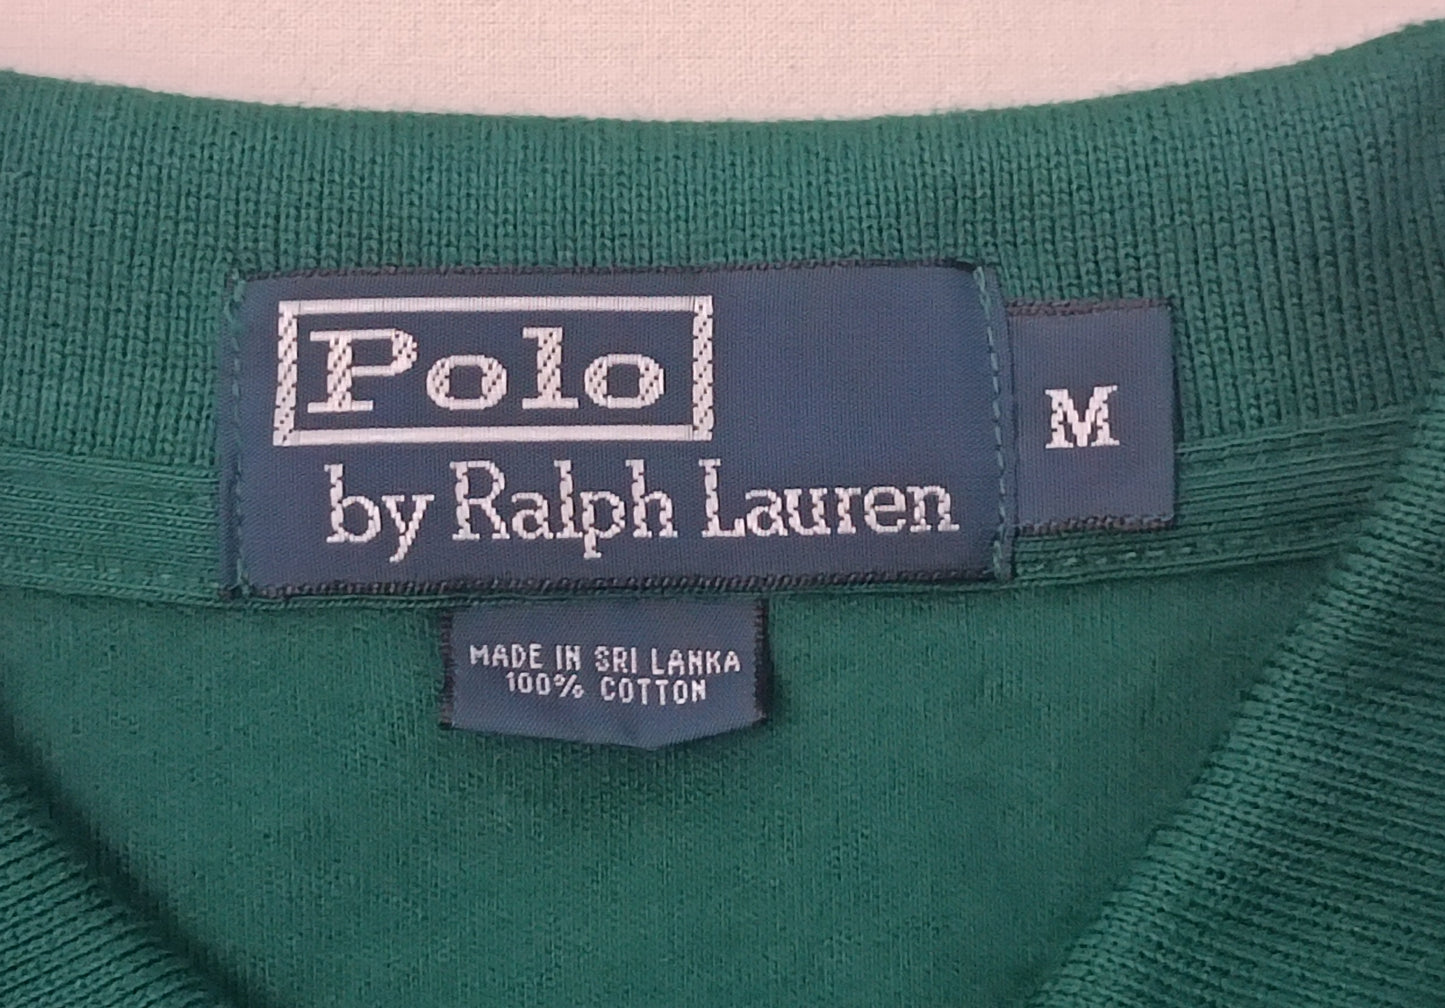 Polo
by Ralph Lauren
M
MADE IN SRI LANKA
100% COTTON